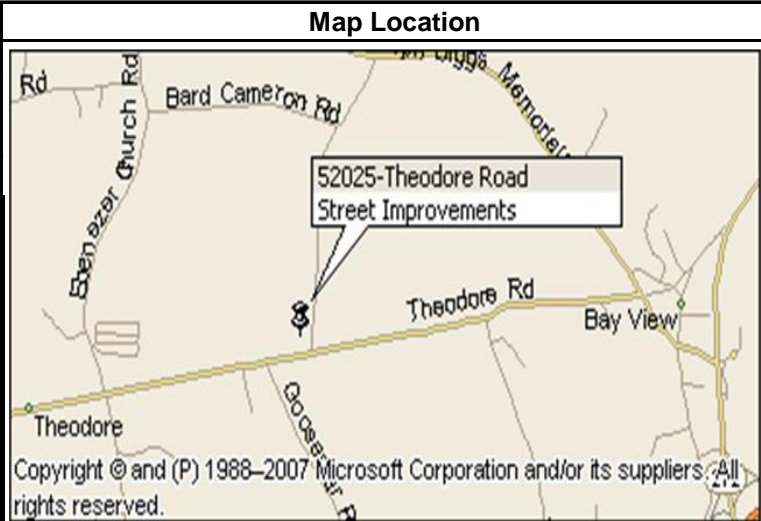 Map Location
Rd
Bard Cameron Rd
Ebenezer Church Rd
Memorial
52025-Theodore Road
Street Improvements
Theodore Rd
Bay View
Theodore
Copyright © and (P) 1988–2007 Microsoft Corporation and/or its suppliers. All
rights reserved.